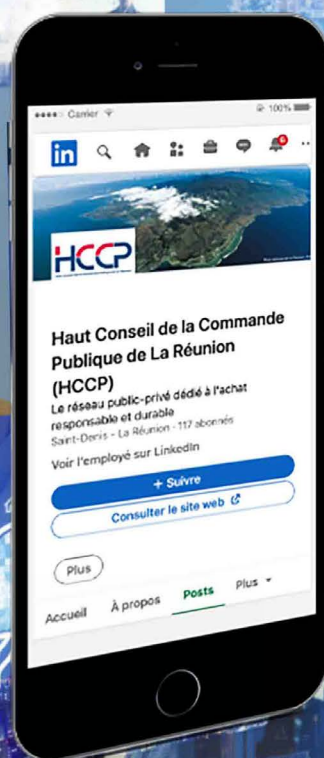 Carrier
100%
in
6
HCCP
Haut Conseil de la Commande
Publique de La Réunion
(HCCP)
Le réseau public-privé dédié à l'achat
responsable et durable
Saint-Denis - La Réunion · 117 abonnés
Voir l'employé sur LinkedIn
+ Suivre
Consulter le site web
Plus
Accueil À propos Posts Plus